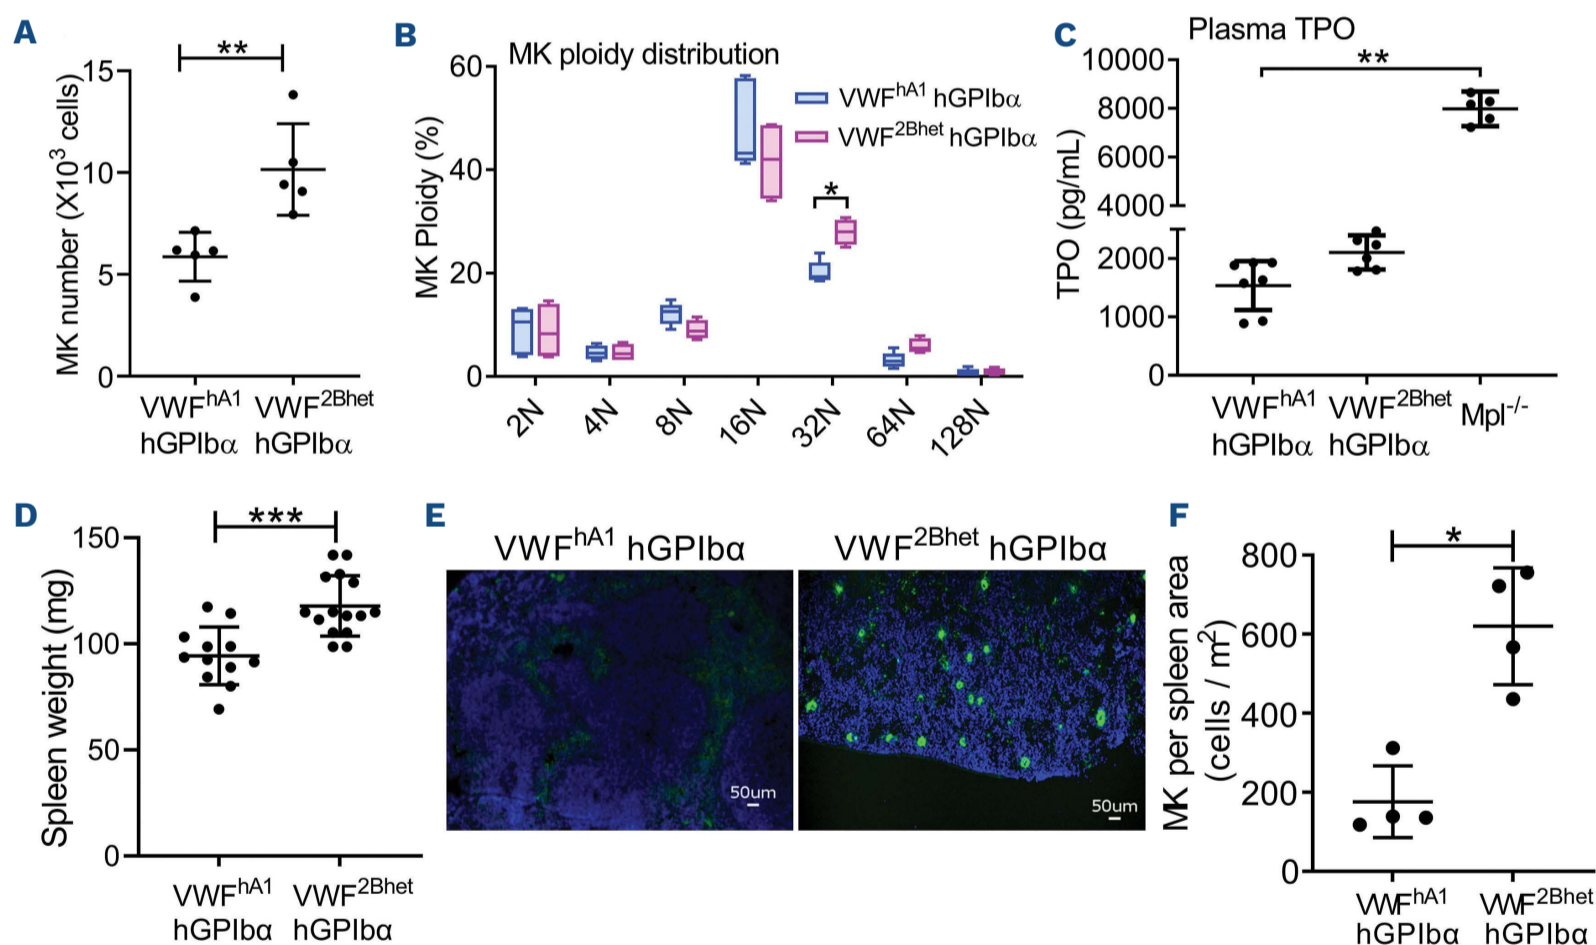 A
**
MK number (X10³ cells)
15
10
5
0
VWF^hA1 hGPIbα
VWF^2Bhet hGPIbα
B
MK ploidy distribution
MK Ploidy (%)
60
40
20
0
VWF^hA1 hGPIbα
VWF^2Bhet hGPIbα
*
2N
4N
8N
16N
32N
64N
128N
C
Plasma TPO
TPO (pg/mL)
**
10000
8000
6000
4000
2000
1000
0
VWF^hA1 hGPIbα
VWF^2Bhet hGPIbα
Mpl^-/-
D
***
Spleen weight (mg)
150
100
50
0
VWF^hA1 hGPIbα
VWF^2Bhet hGPIbα
E
VWF^hA1 hGPIbα
VWF^2Bhet hGPIbα
50um
50um
F
*
MK per spleen area
(cells / m²)
800
600
400
200
0
VWF^hA1 hGPIbα
VWF^2Bhet hGPIbα